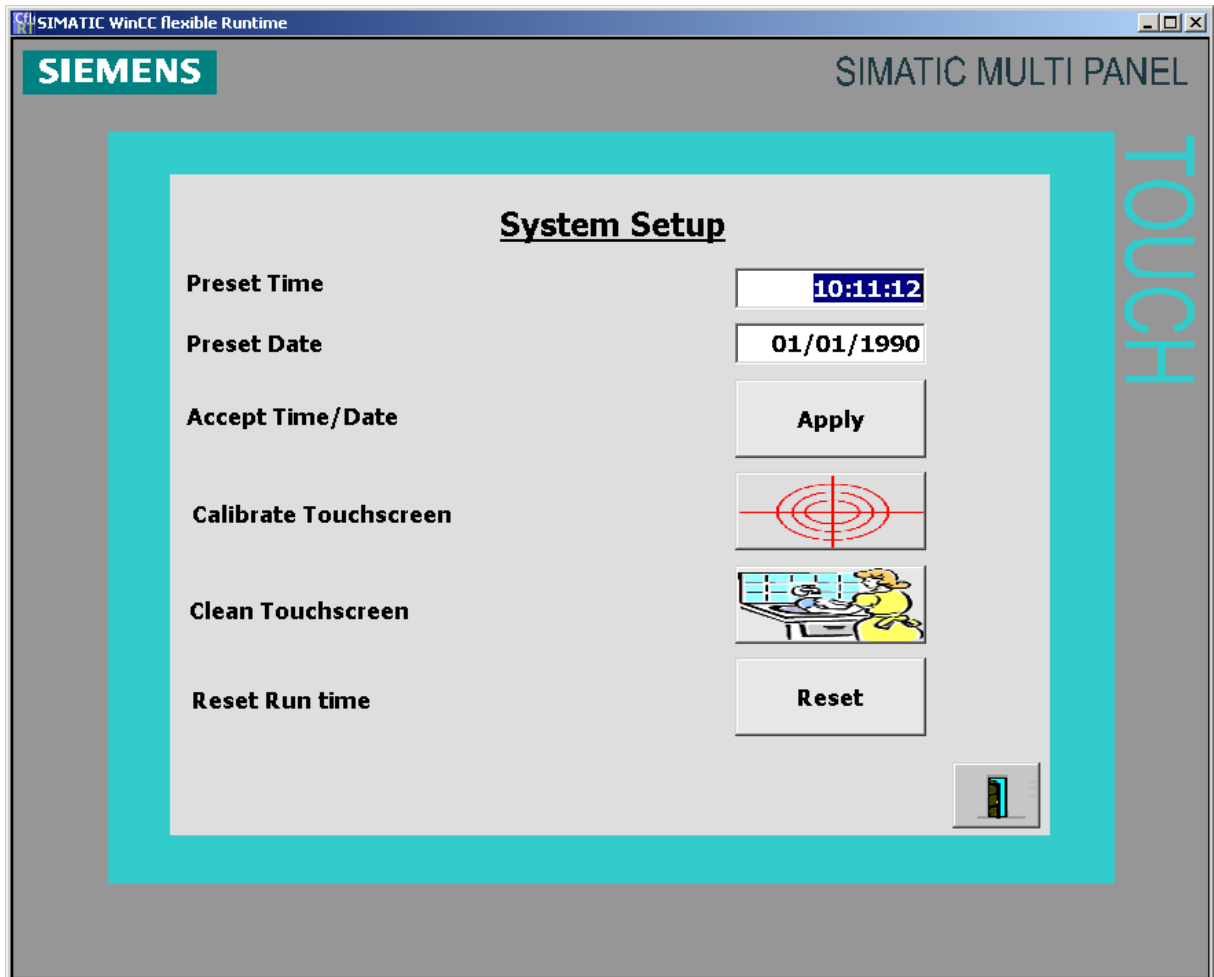 SIMATIC WinCC flexible Runtime
SIEMENS
SIMATIC MULTI PANEL
TOUCH
System Setup
Preset Time 10:11:12
Preset Date 01/01/1990
Accept Time/Date Apply
Calibrate Touchscreen
Clean Touchscreen
Reset Run time Reset